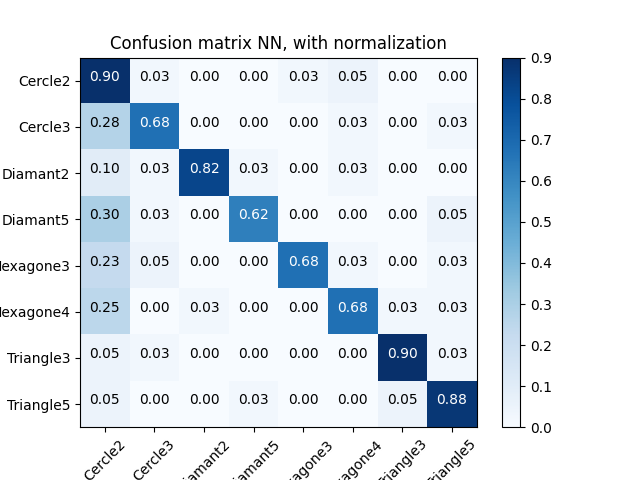 Confusion matrix NN, with normalization
Cercle2 0.90 0.03 0.00 0.00 0.03 0.05 0.00 0.00
Cercle3 0.28 0.68 0.00 0.00 0.00 0.03 0.00 0.03
Diamant2 0.10 0.03 0.82 0.03 0.00 0.03 0.00 0.00
Diamant5 0.30 0.03 0.00 0.62 0.00 0.00 0.00 0.05
lexagone3 0.23 0.05 0.00 0.00 0.68 0.03 0.00 0.03
lexagone4 0.25 0.00 0.03 0.00 0.00 0.68 0.03 0.03
Triangle3 0.05 0.03 0.00 0.00 0.00 0.00 0.90 0.03
Triangle5 0.05 0.00 0.00 0.03 0.00 0.00 0.05 0.88
Cercle2 Cercle3 iamant2 iamant5 xagone3 xagone4 Triangle3 Triangle5
0.9
0.8
0.7
0.6
0.5
0.4
0.3
0.2
0.1
0.0